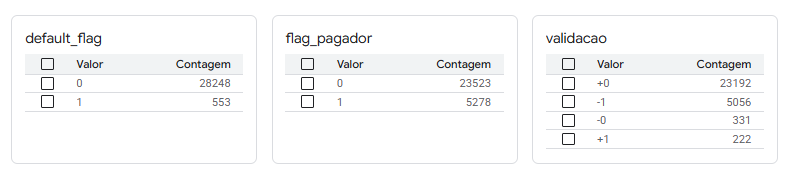 default_flag
Valor Contagem
0 28248
1 553
flag_pagador
Valor Contagem
0 23523
1 5278
validacao
Valor Contagem
+0 23192
-1 5056
-0 331
+1 222